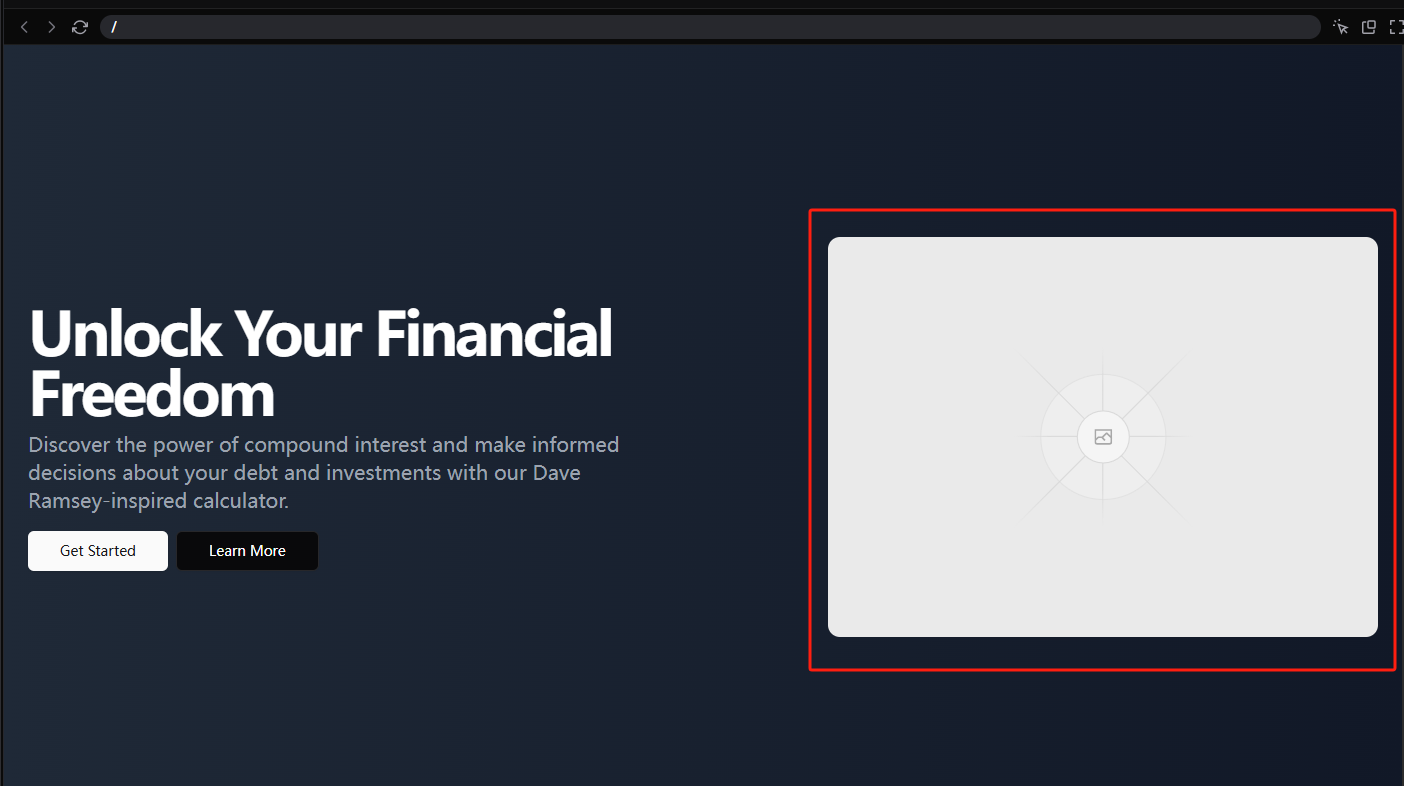 /
Unlock Your Financial
Freedom
Discover the power of compound interest and make informed
decisions about your debt and investments with our Dave
Ramsey-inspired calculator.
Get Started
Learn More